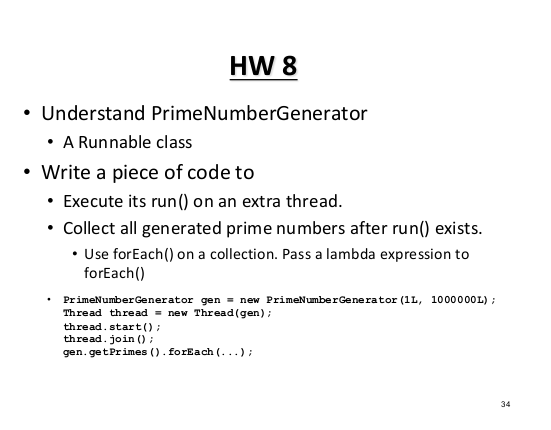 HW 8
• Understand PrimeNumberGenerator
• A Runnable class
• Write a piece of code to
• Execute its run() on an extra thread.
• Collect all generated prime numbers after run() exists.
• Use forEach() on a collection. Pass a lambda expression to
forEach()
• PrimeNumberGenerator gen = new PrimeNumberGenerator(1L, 1000000L);
Thread thread = new Thread(gen);
thread.start();
thread.join();
gen.getPrimes().forEach(...);
34